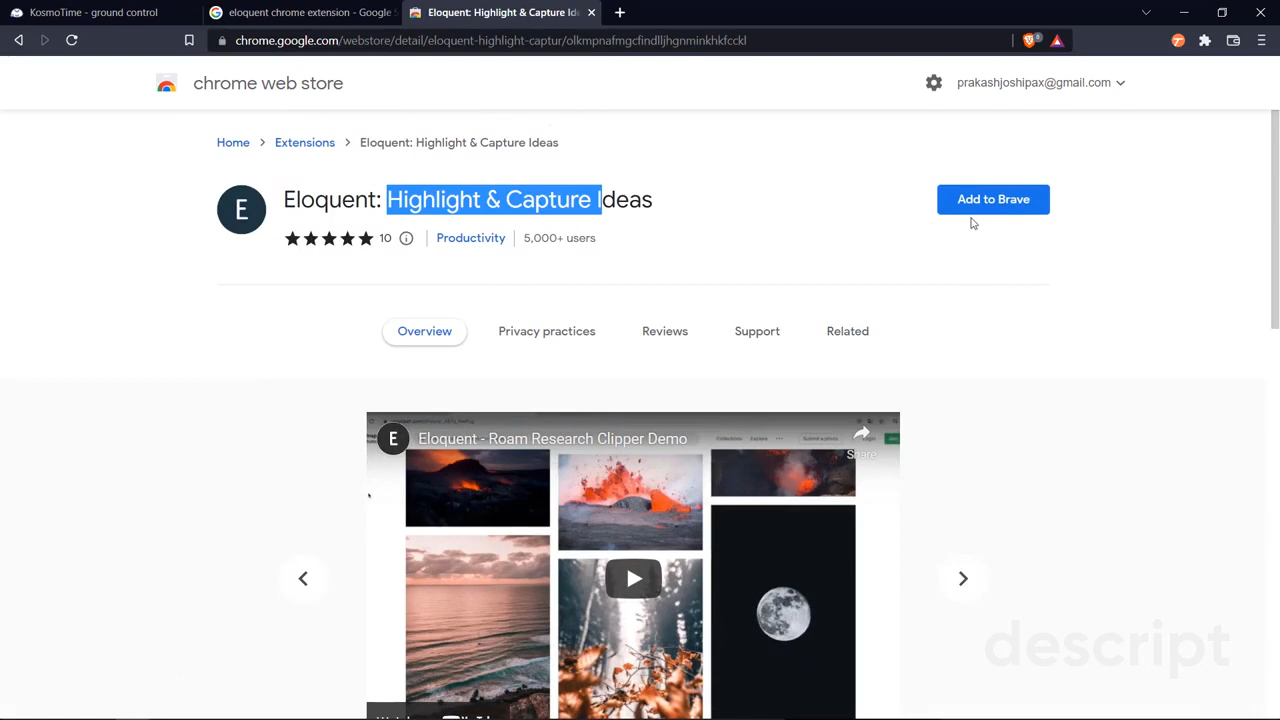 KosmoTime - ground control
eloquent chrome extension - Google S
Eloquent: Highlight & Capture Ide
chrome.google.com/webstore/detail/eloquent-highlight-captur/olkmpnafmgcfindlljhgnminkhkfcckl
8
chrome web store
prakashjoshipax@gmail.com
Home > Extensions > Eloquent: Highlight & Capture Ideas
E
Eloquent: Highlight & Capture Ideas
Add to Brave
10
Productivity
5,000+ users
Overview
Privacy practices
Reviews
Support
Related
E
Eloquent - Roam Research Clipper Demo
Share
descript